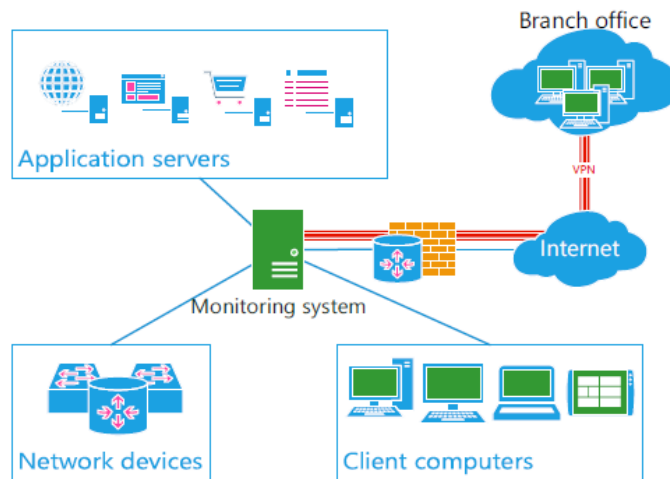 Branch office
Application servers
VPN
Internet
Monitoring system
Network devices
Client computers